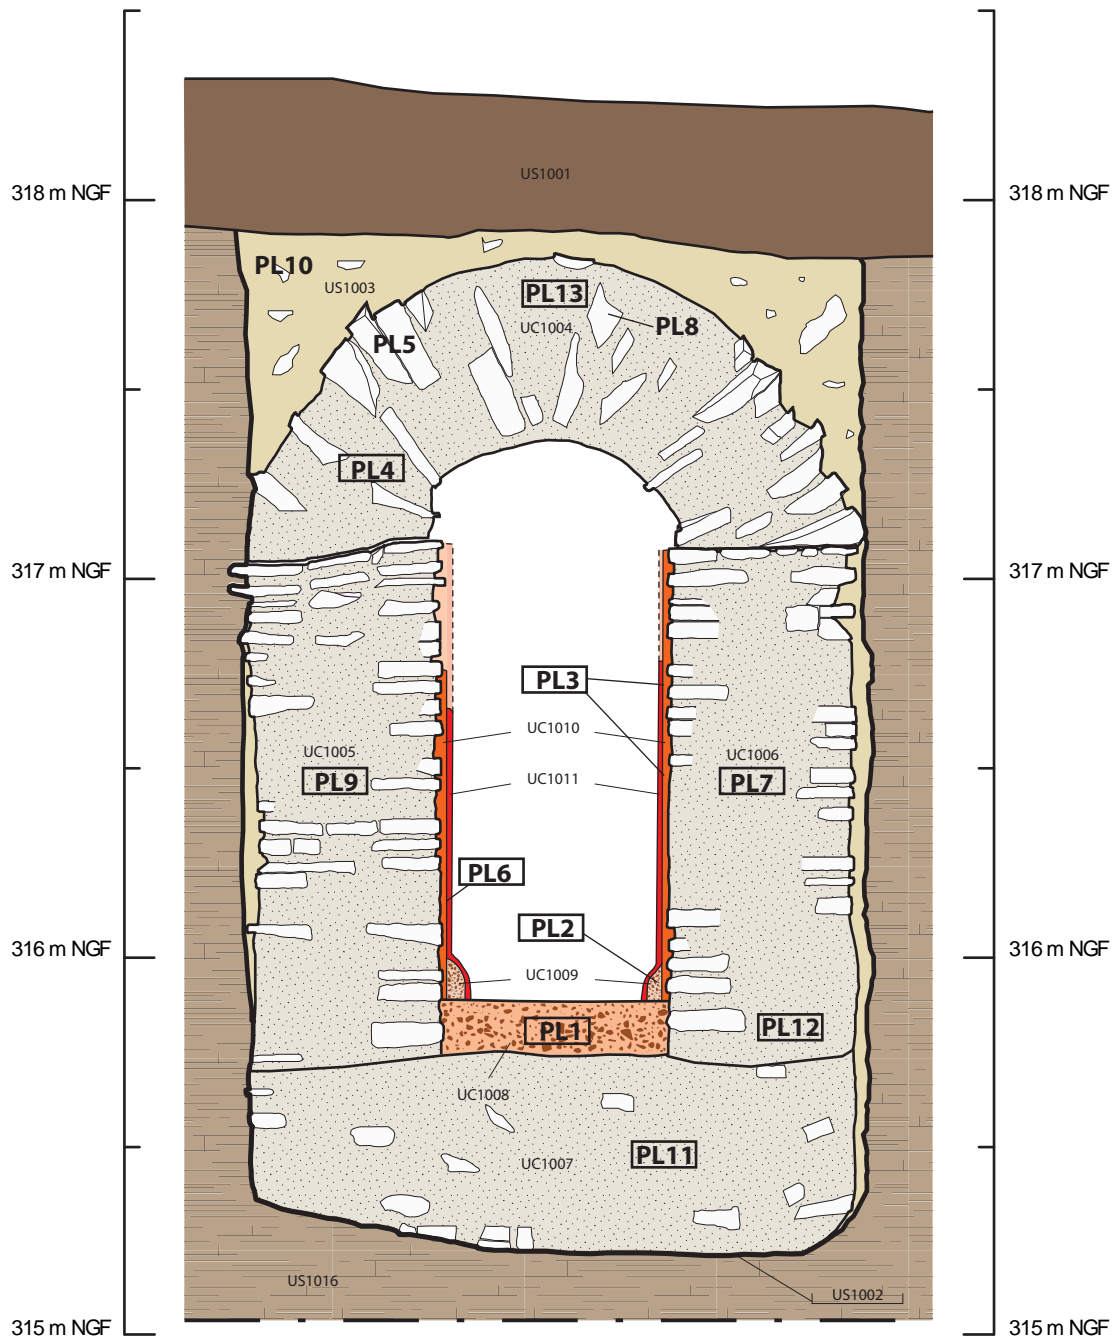 US1001
318 m NGF
318 m NGF
PL10
US1003
PL13
UC1004
PL8
PL5
PL4
317 m NGF
317 m NGF
PL3
UC1010
UC1005
UC1006
UC1011
PL9
PL7
PL6
PL2
316 m NGF
316 m NGF
UC1009
PL1
PL12
UC1008
PL11
UC1007
US1016
US1002
315 m NGF
315 m NGF